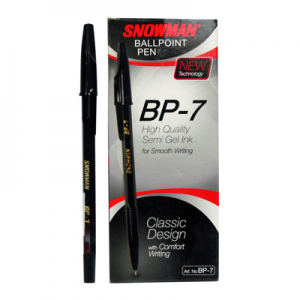 SNOWMAN
BALLPOINT
PEN
NEW
Technology
BP-7
High Quality
Semi Gel Ink
for Smooth Writing
Classic
Design
with Comfort
Writing
Art. No BP-7
SNOWMAN
BP-7